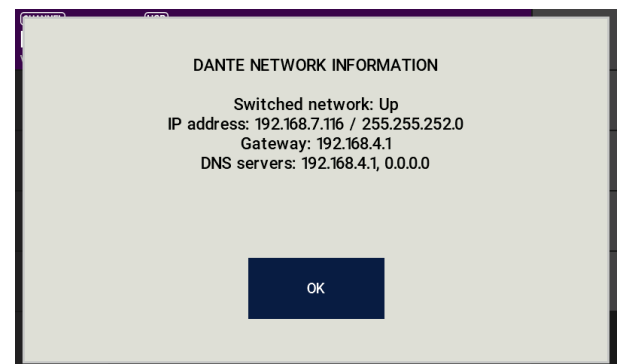 DANTE NETWORK INFORMATION
Switched network: Up
IP address: 192.168.7.116 / 255.255.252.0
Gateway: 192.168.4.1
DNS servers: 192.168.4.1, 0.0.0.0
OK